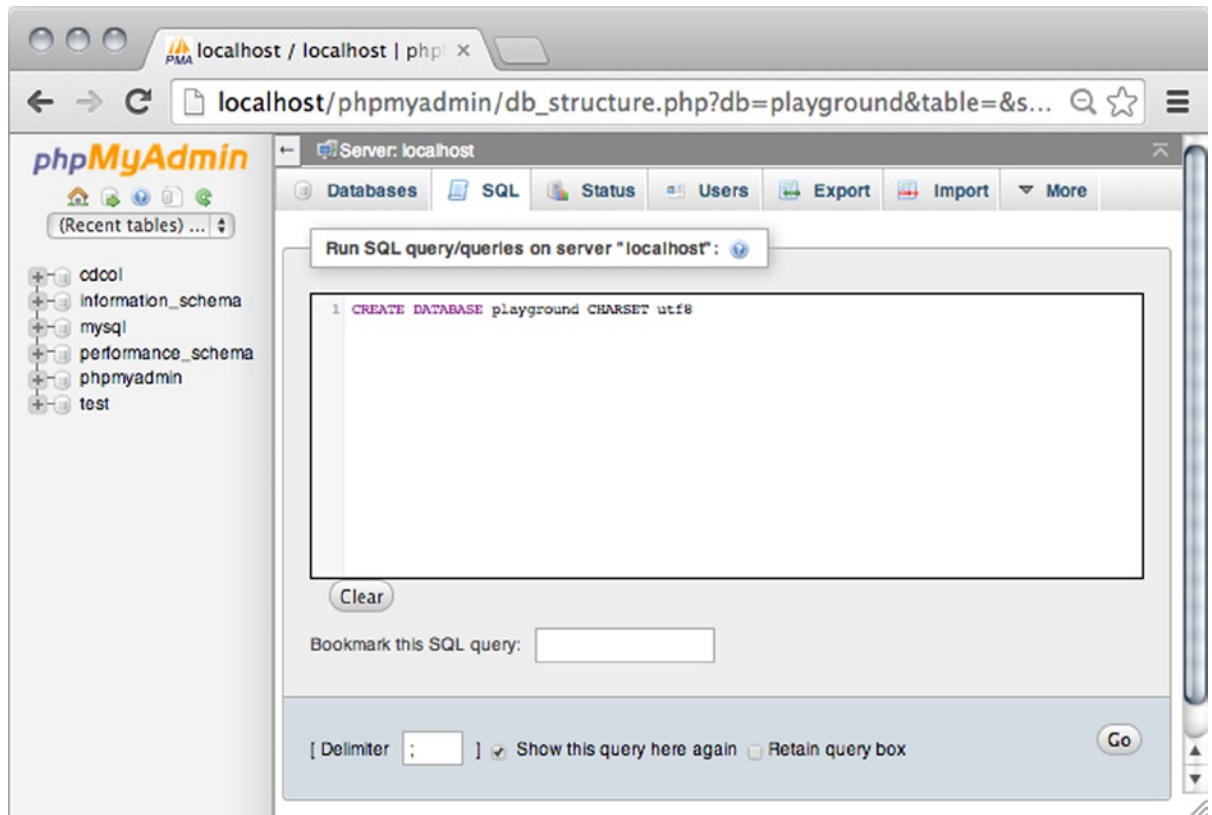 PMA localhost / localhost | php
localhost/phpmyadmin/db_structure.php?db=playground&table=&s...
phpMyAdmin
(Recent tables) ...
cdcol
information_schema
mysql
performance_schema
phpmyadmin
test
Server: localhost
Databases SQL Status Users Export Import More
Run SQL query/queries on server "localhost":
1 CREATE DATABASE playground CHARSET utf8
Clear
Bookmark this SQL query:
[ Delimiter ; ] Show this query here again Retain query box Go